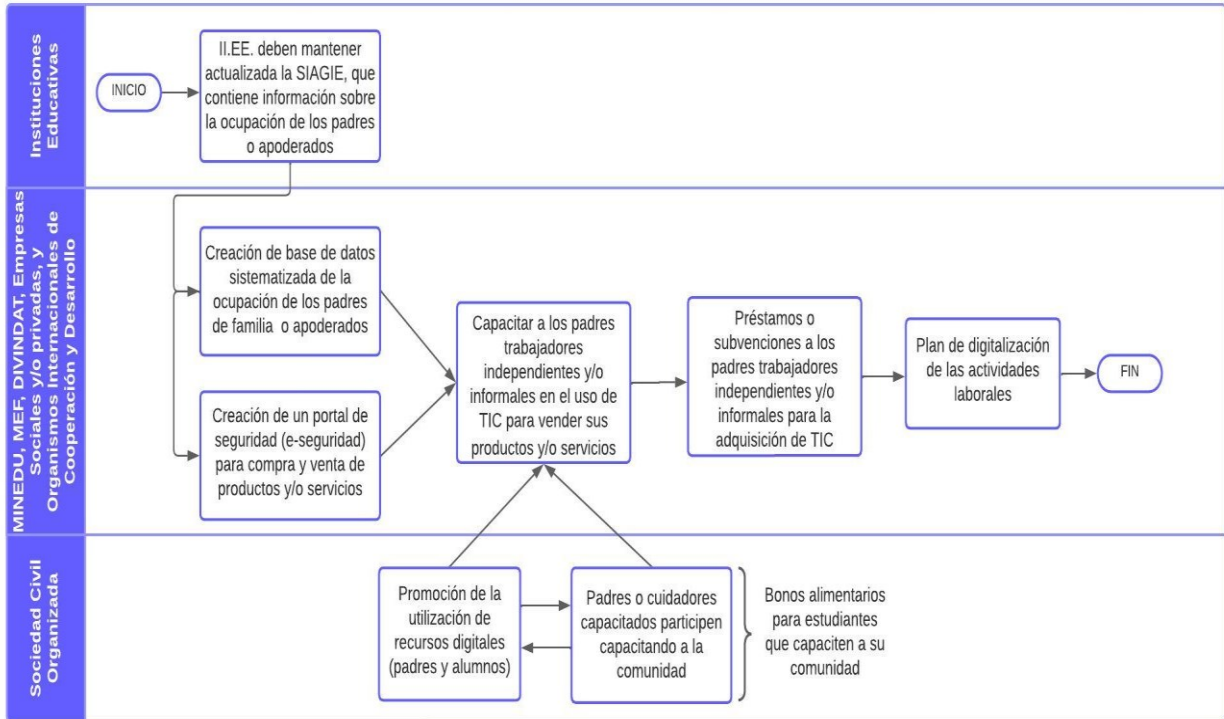 Instituciones
Educativas
INICIO
II.EE. deben mantener
actualizada la SIAGIE, que
contiene información sobre
la ocupación de los padres
o apoderados
MINEDU, MEF, DIVINDAT, Empresas
Sociales y/o privadas, y
Organismos Internacionales de
Cooperación y Desarrollo
Creación de base de datos
sistematizada de la
ocupación de los padres
de familia o apoderados
Creación de un portal de
seguridad (e-seguridad)
para compra y venta de
productos y/o servicios
Capacitar a los padres
trabajadores
independientes y/o
informales en el uso de
TIC para vender sus
productos y/o servicios
Préstamos o
subvenciones a los
padres trabajadores
independientes y/o
informales para la
adquisición de TIC
Plan de digitalización
de las actividades
laborales
FIN
Sociedad Civil
Organizada
Promoción de la
utilización de
recursos digitales
(padres y alumnos)
Padres o cuidadores
capacitados participen
capacitando a la
comunidad
Bonos alimentarios
para estudiantes
que capaciten a su
comunidad